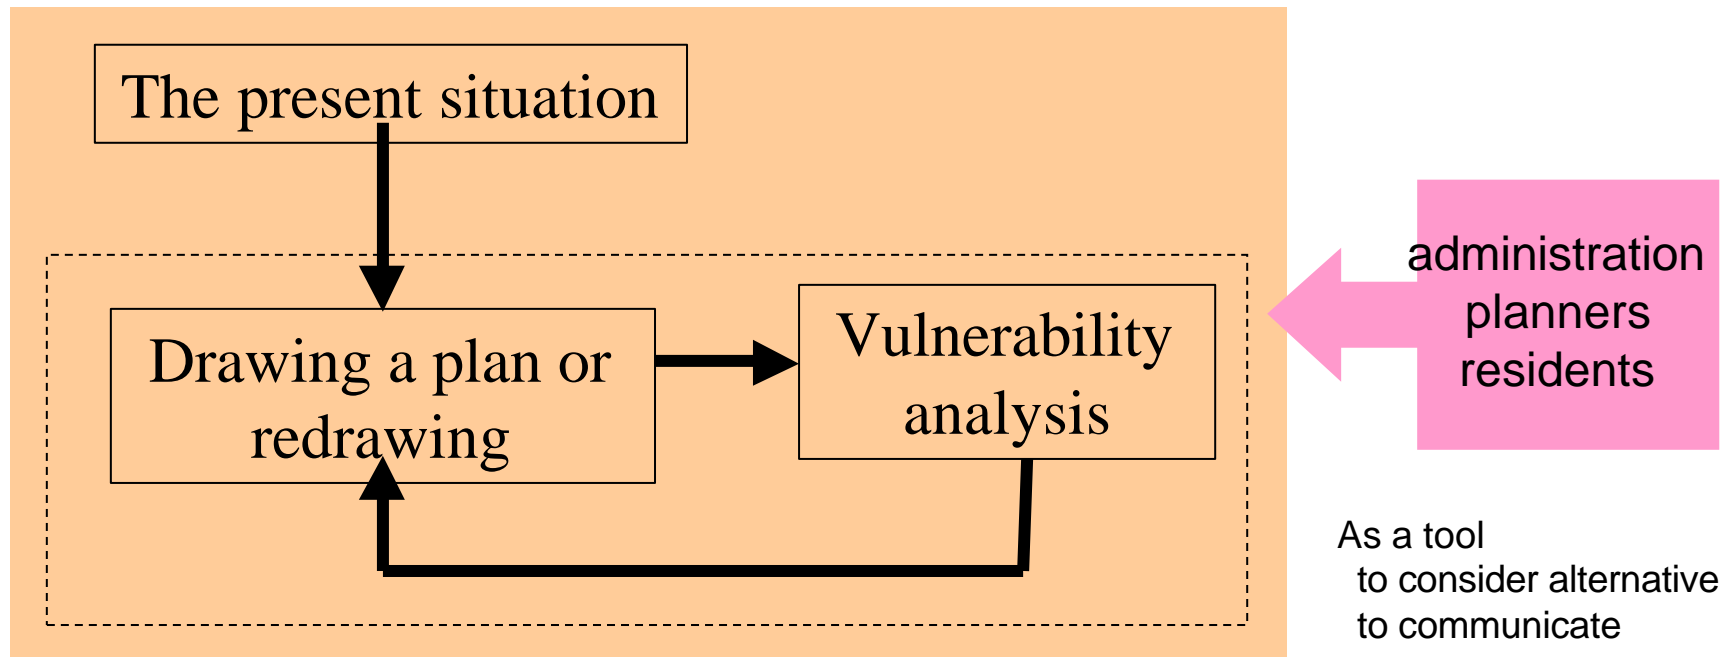 The present situation
Drawing a plan or
redrawing
Vulnerability
analysis
administration
planners
residents
As a tool
to consider alternative
to communicate